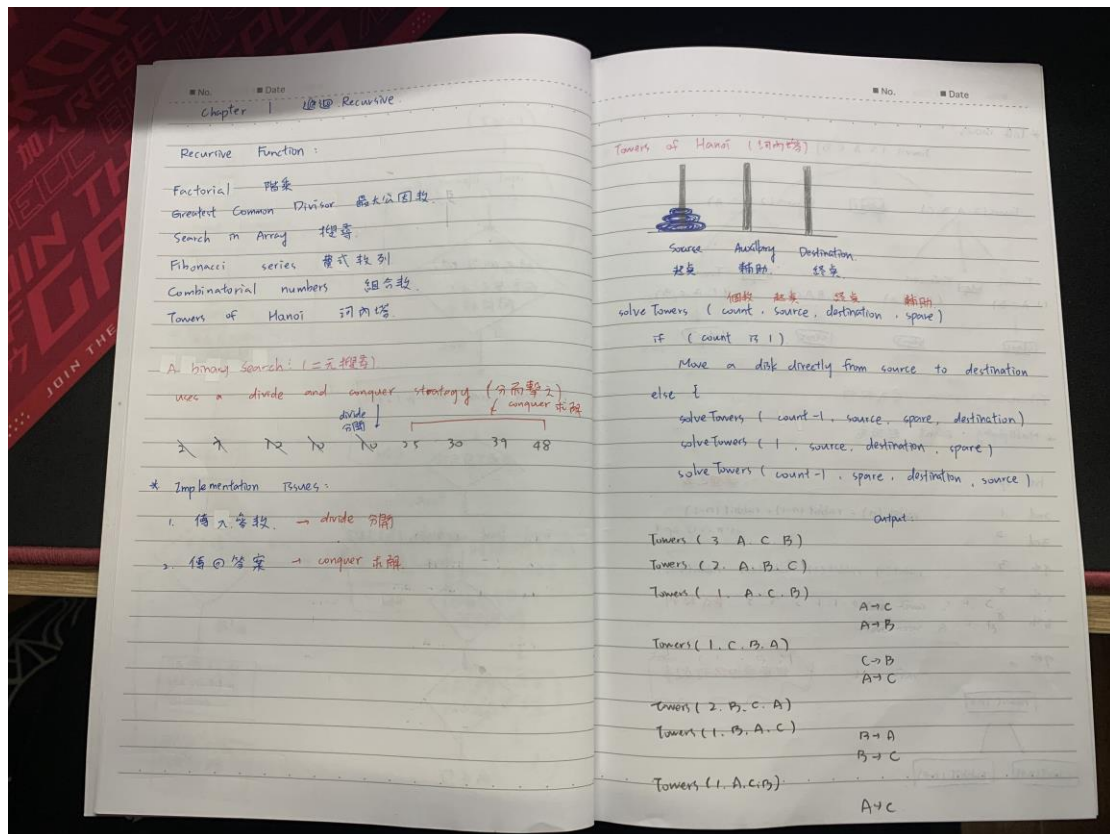 ■ No. ■ Date
Chapter 1 遞迴 Recursive
Recursive Function :
Factorial 階乘
Greatest Common Divisor 最大公因數.
Search in Array 搜尋.
Fibonacci series 費式數列
Combinatorial numbers 組合數.
Towers of Hanoi 河內塔.
A binary search: (二元搜尋)
uses a divide and conquer strategy (分而擊之)
divide 分開
conquer 求解
2 10 25 30 39 48
* Implementation Issues:
1. 傳入參數. → divide 分開
2. 傳回答案 → conquer 求解
■ No. ■ Date
Towers of Hanoi (河內塔)
Source Auxiliary Destination
起點 輔助. 終點.
個數 起點 終點 輔助
solve Towers ( count , source, destination , spare )
if ( count is 1 )
Move a disk directly from source to destination
else {
solve Towers ( count-1 , source, spare, destination )
solve Towers ( 1 , source, destination , spare )
solve Towers ( count-1 , spare , destination , source )
output:
Towers ( 3 A. C. B )
Towers ( 2. A. B. C )
Towers ( 1. A. C. B )
A→C
A→B
Towers ( 1. C. B. A )
C→B
A→C
Towers ( 2. B. C. A )
Towers ( 1. B. A. C )
B→A
B→C
Towers ( 1. A. C. B )
A→C
JOIN THE